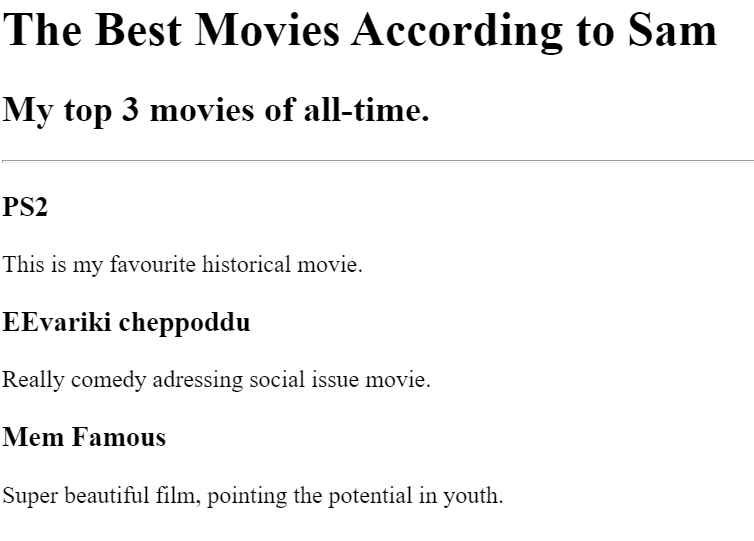 The Best Movies According to Sam
My top 3 movies of all-time.
PS2
This is my favourite historical movie.
EEvariki cheppoddu
Really comedy adressing social issue movie.
Mem Famous
Super beautiful film, pointing the potential in youth.